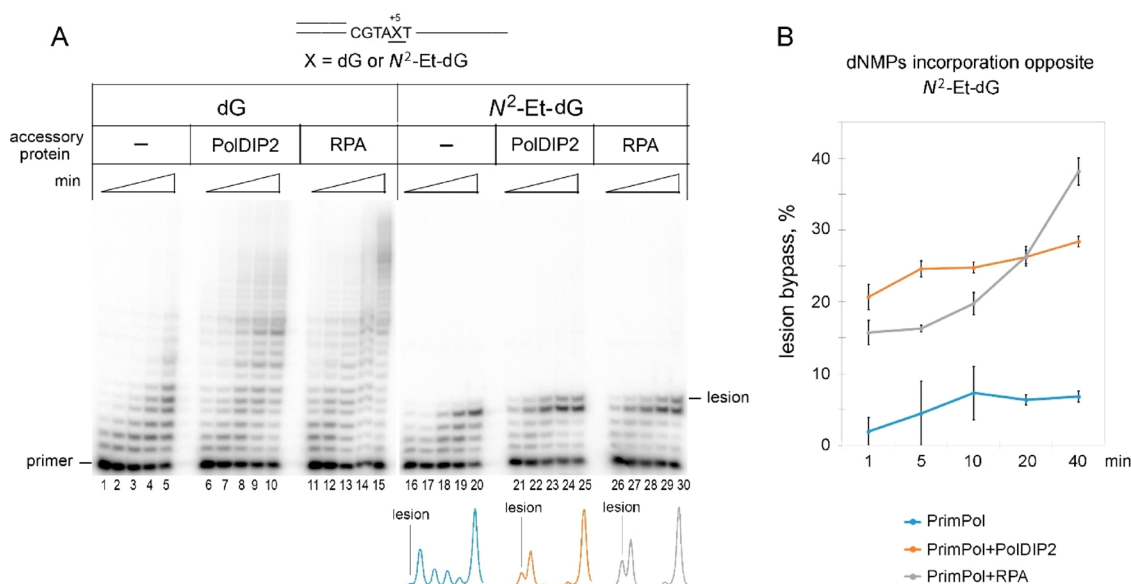 A
+5
CGTAXT
X = dG or N²-Et-dG
dG
N²-Et-dG
accessory protein
– PolDIP2 RPA – PolDIP2 RPA
min
lesion
primer
1 2 3 4 5 6 7 8 9 10 11 12 13 14 15 16 17 18 19 20 21 22 23 24 25 26 27 28 29 30
lesion lesion lesion
B
dNMPs incorporation opposite
N²-Et-dG
lesion bypass, %
40
30
20
10
0
1 5 10 20 40 min
PrimPol
PrimPol+PolDIP2
PrimPol+RPA